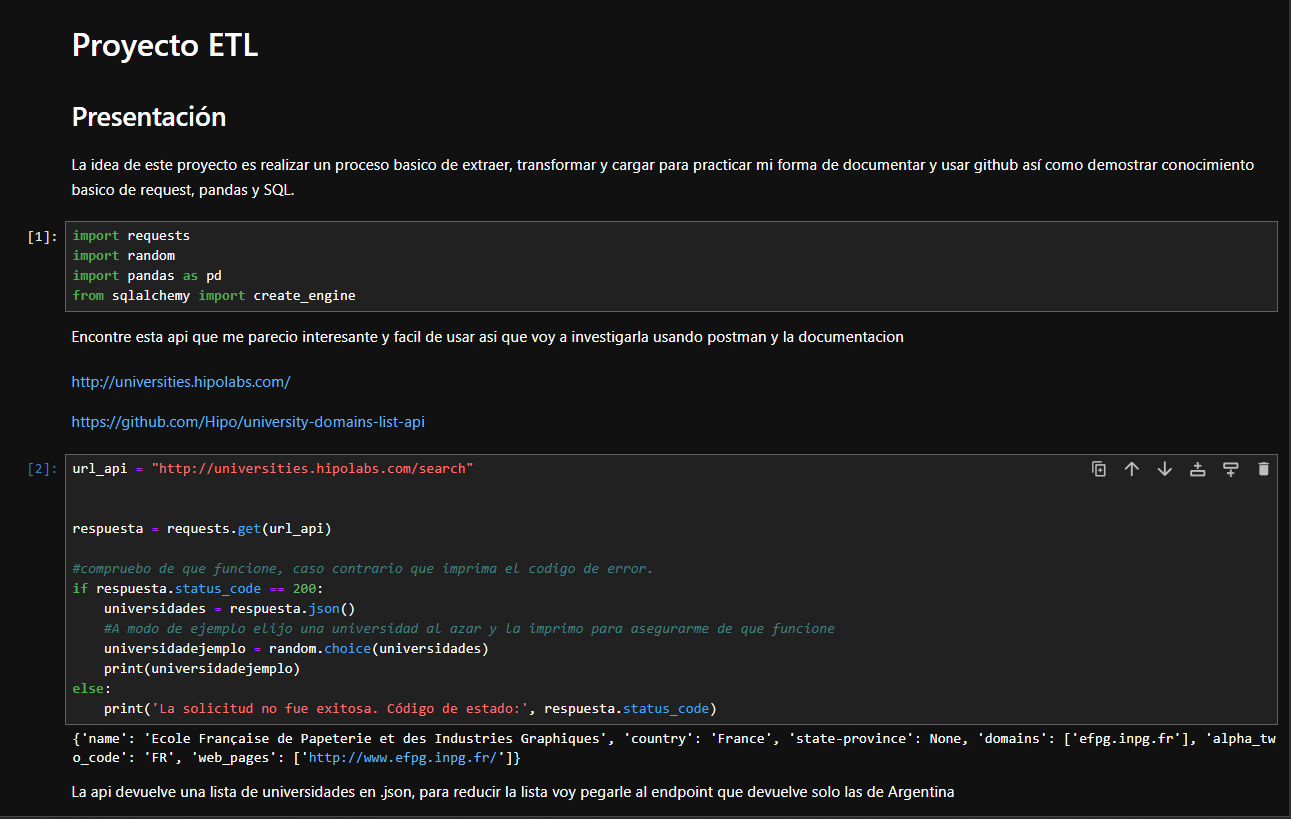 Proyecto ETL
Presentación
La idea de este proyecto es realizar un proceso basico de extraer, transformar y cargar para practicar mi forma de documentar y usar github así como demostrar conocimiento
basico de request, pandas y SQL.
[1]:
import requests
import random
import pandas as pd
from sqlalchemy import create_engine
Encontre esta api que me parecio interesante y facil de usar asi que voy a investigarla usando postman y la documentacion
http://universities.hipolabs.com/
https://github.com/Hipo/university-domains-list-api
[2]:
url_api = "http://universities.hipolabs.com/search"
respuesta = requests.get(url_api)
#compruebo de que funcione, caso contrario que imprima el codigo de error.
if respuesta.status_code == 200:
    universidades = respuesta.json()
    #A modo de ejemplo elijo una universidad al azar y la imprimo para asegurarme de que funcione
    universidadejemplo = random.choice(universidades)
    print(universidadejemplo)
else:
    print('La solicitud no fue exitosa. Código de estado:', respuesta.status_code)
{'name': 'Ecole Française de Papeterie et des Industries Graphiques', 'country': 'France', 'state-province': None, 'domains': ['efpg.inpg.fr'], 'alpha_tw
o_code': 'FR', 'web_pages': ['http://www.efpg.inpg.fr/']}
La api devuelve una lista de universidades en .json, para reducir la lista voy pegarle al endpoint que devuelve solo las de Argentina